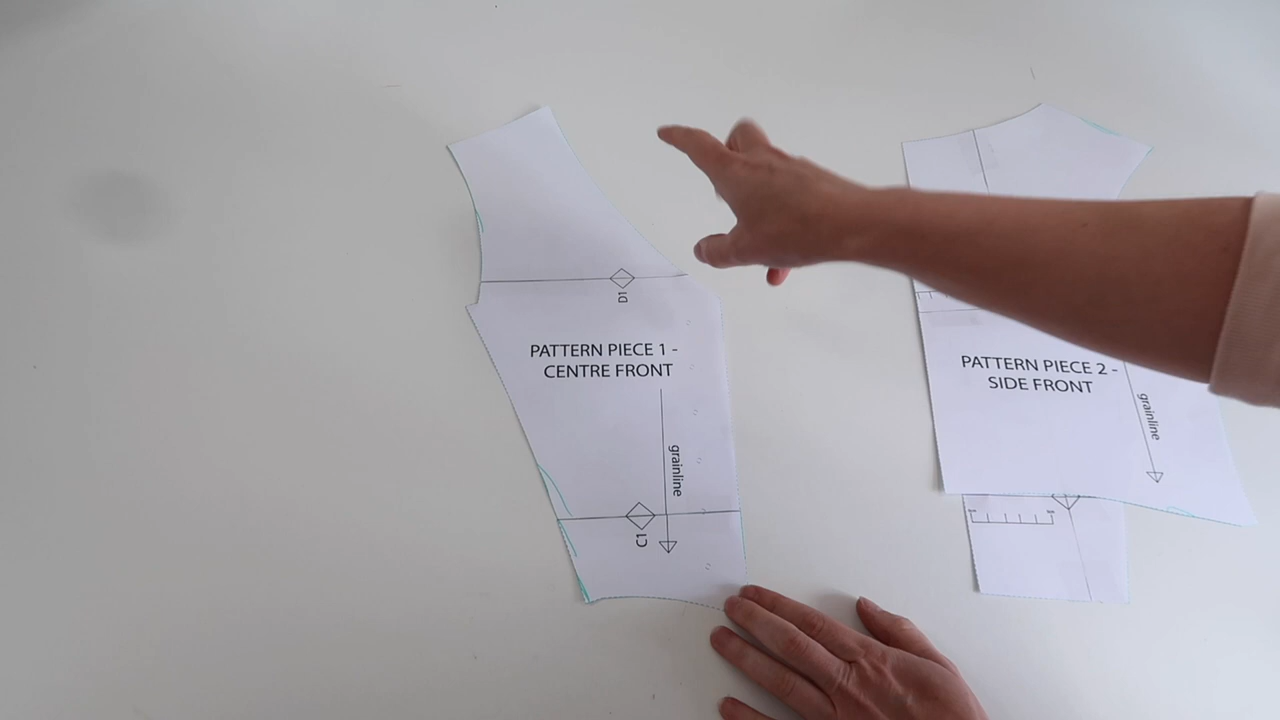 D1
PATTERN PIECE 1 -
CENTRE FRONT
grainline
C1
PATTERN PIECE 2 -
SIDE FRONT
grainline